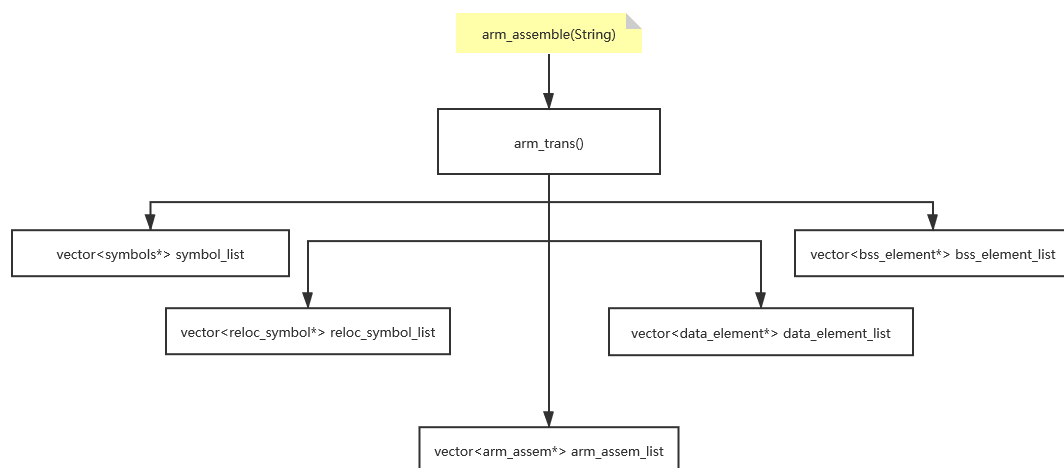 arm_assemble(String)
arm_trans()
vector<symbols*> symbol_list
vector<bss_element*> bss_element_list
vector<reloc_symbol*> reloc_symbol_list
vector<data_element*> data_element_list
vector<arm_assem*> arm_assem_list